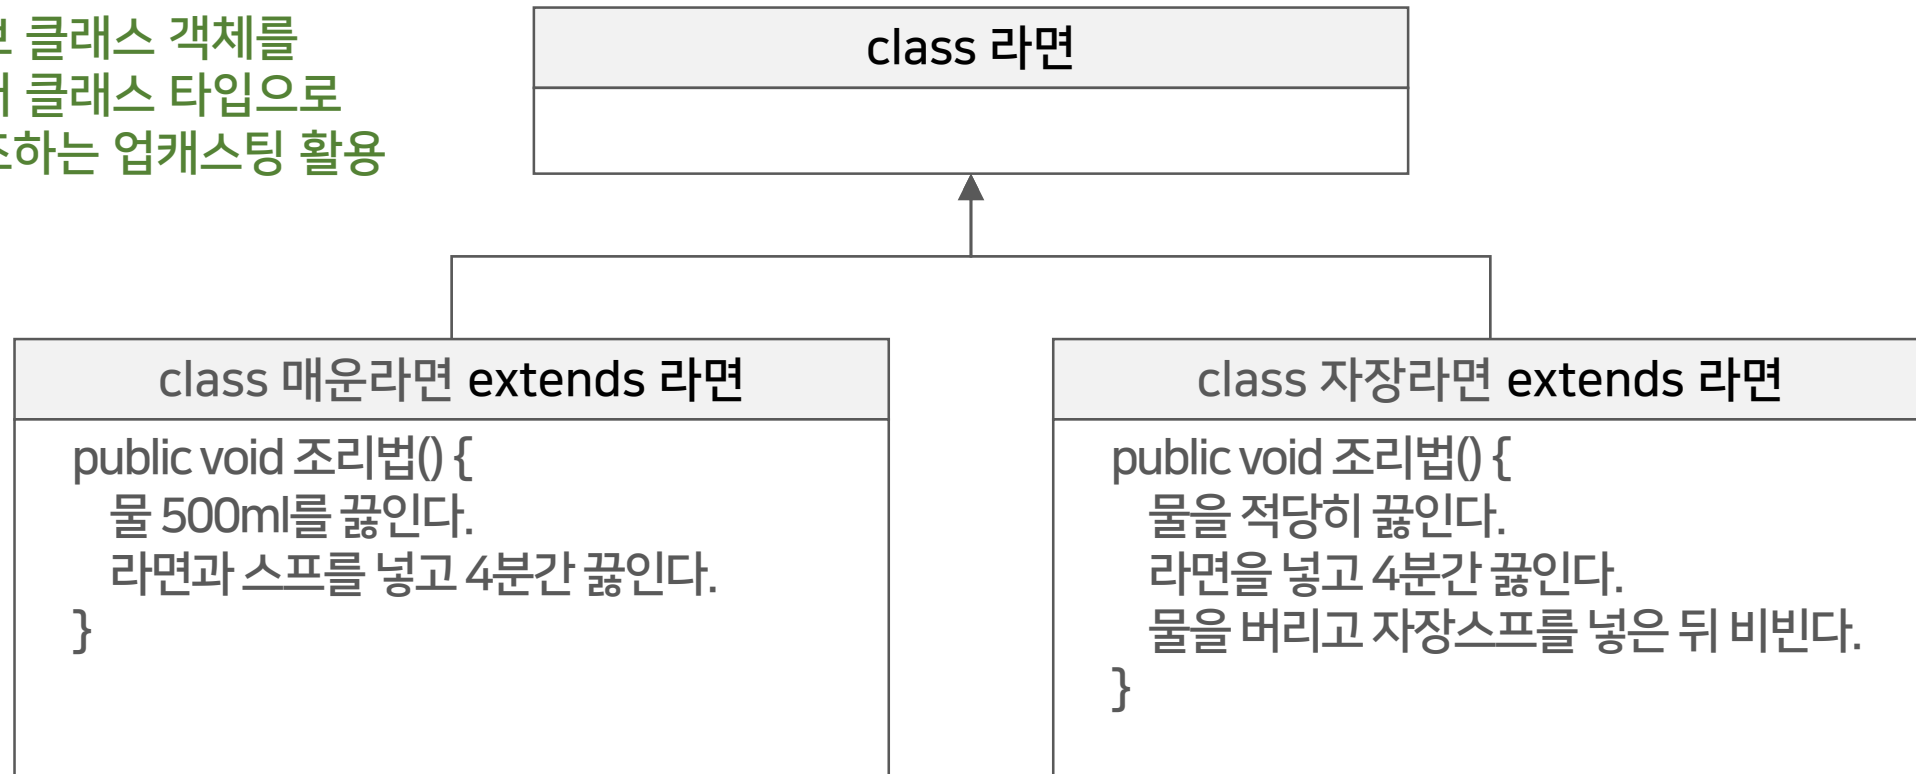 클래스 객체를
클래스 타입으로
업캐스팅 활용
class 라면
class 매운라면 extends 라면
public void 조리법() {
물 500ml를 끓인다.
라면과 스프를 넣고 4분간 끓인다.
}
class 자장라면 extends 라면
public void 조리법() {
물을 적당히 끓인다.
라면을 넣고 4분간 끓인다.
물을 버리고 자장스프를 넣은 뒤 비빈다.
}